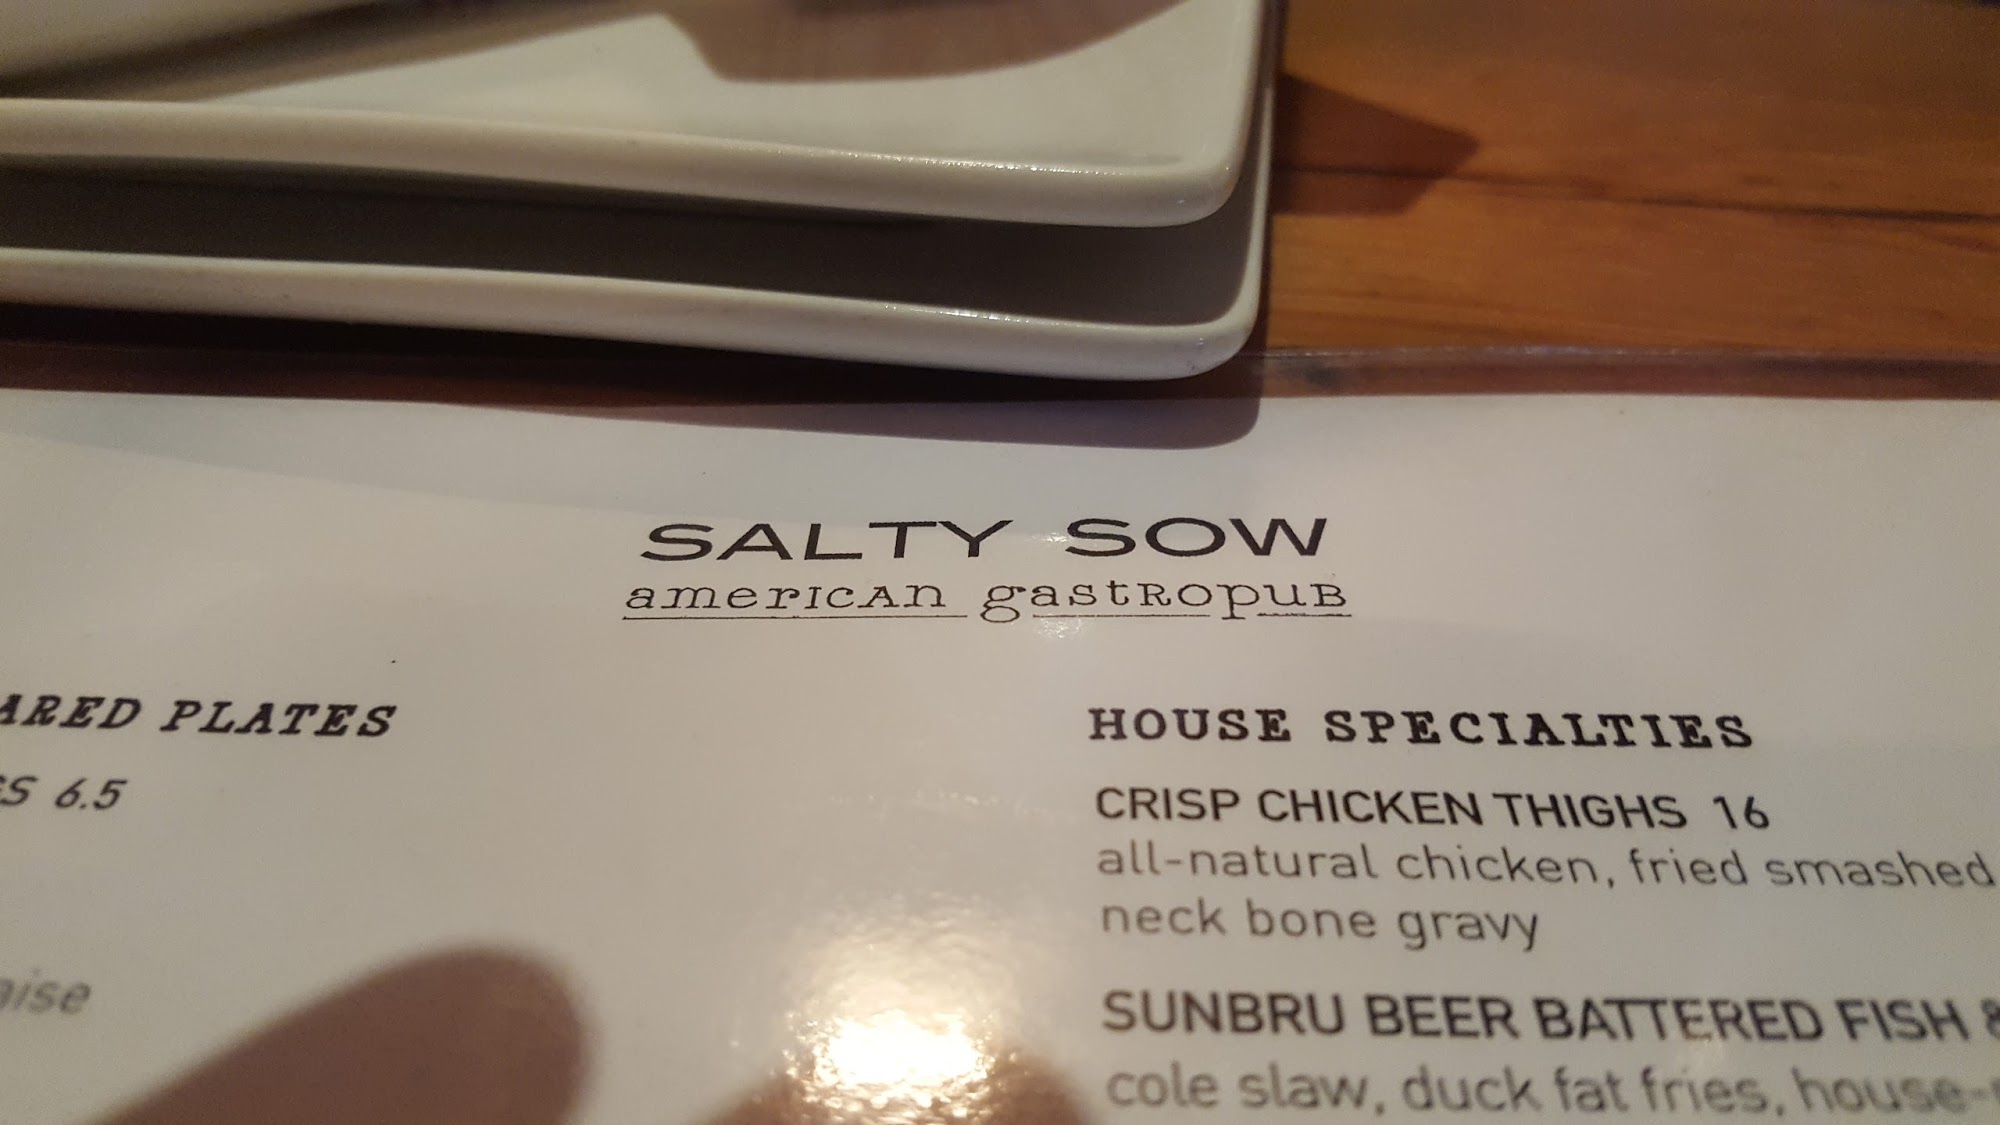 SALTY SOW
american gastropub
ARED PLATES
S 6.5
aise
HOUSE SPECIALTIES
CRISP CHICKEN THIGHS 16
all-natural chicken, fried smashed
neck bone gravy
SUNBRU BEER BATTERED FISH &
cole slaw, duck fat fries, house-